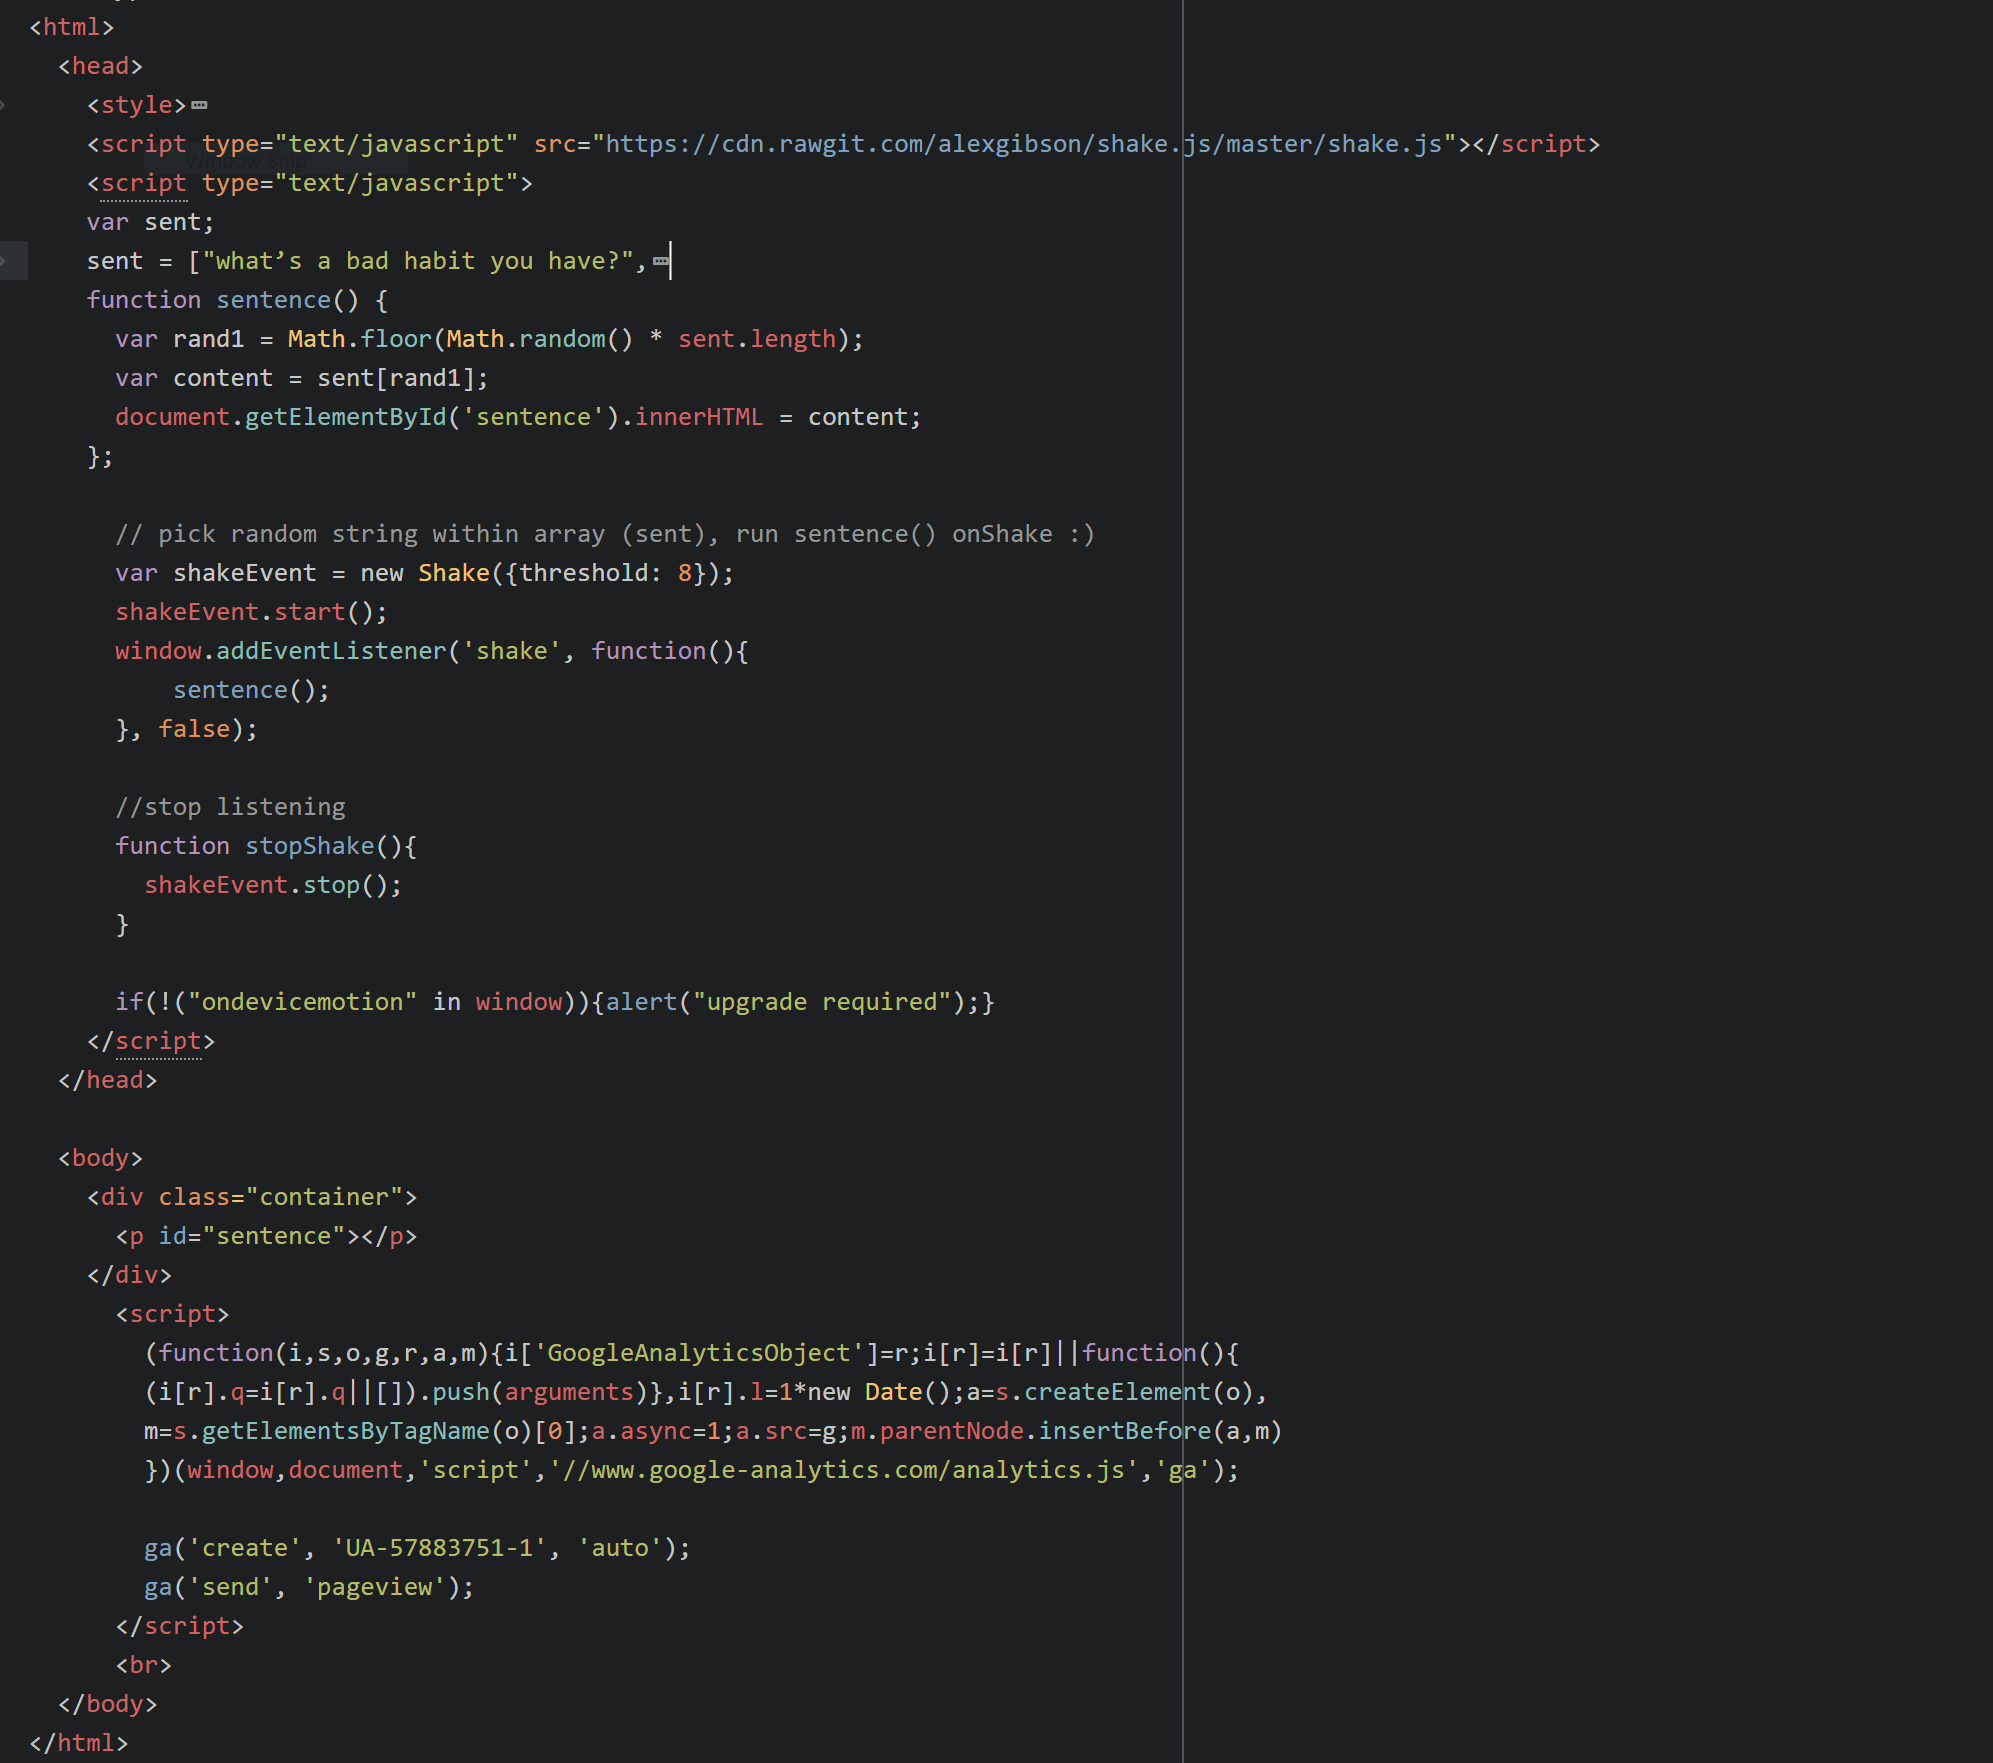 <html>
<head>
<style>
<script type="text/javascript" src="https://cdn.rawgit.com/alexgibson/shake.js/master/shake.js"></script>
Window Snip
<script type="text/javascript">
var sent;
sent = ["what’s a bad habit you have?",
function sentence() {
var rand1 = Math.floor(Math.random() * sent.length);
var content = sent[rand1];
document.getElementById('sentence').innerHTML = content;
};
// pick random string within array (sent), run sentence() onShake :)
var shakeEvent = new Shake({threshold: 8});
shakeEvent.start();
window.addEventListener('shake', function(){
sentence();
}, false);
//stop listening
function stopShake(){
shakeEvent.stop();
}
if(!("ondevicemotion" in window)){alert("upgrade required");}
</script>
</head>
<body>
<div class="container">
<p id="sentence"></p>
</div>
<script>
(function(i,s,o,g,r,a,m){i['GoogleAnalyticsObject']=r;i[r]=i[r]||function(){
(i[r].q=i[r].q||[]).push(arguments)},i[r].l=1*new Date();a=s.createElement(o),
m=s.getElementsByTagName(o)[0];a.async=1;a.src=g;m.parentNode.insertBefore(a,m)
})(window,document,'script','//www.google-analytics.com/analytics.js','ga');
ga('create', 'UA-57883751-1', 'auto');
ga('send', 'pageview');
</script>
<br>
</body>
</html>